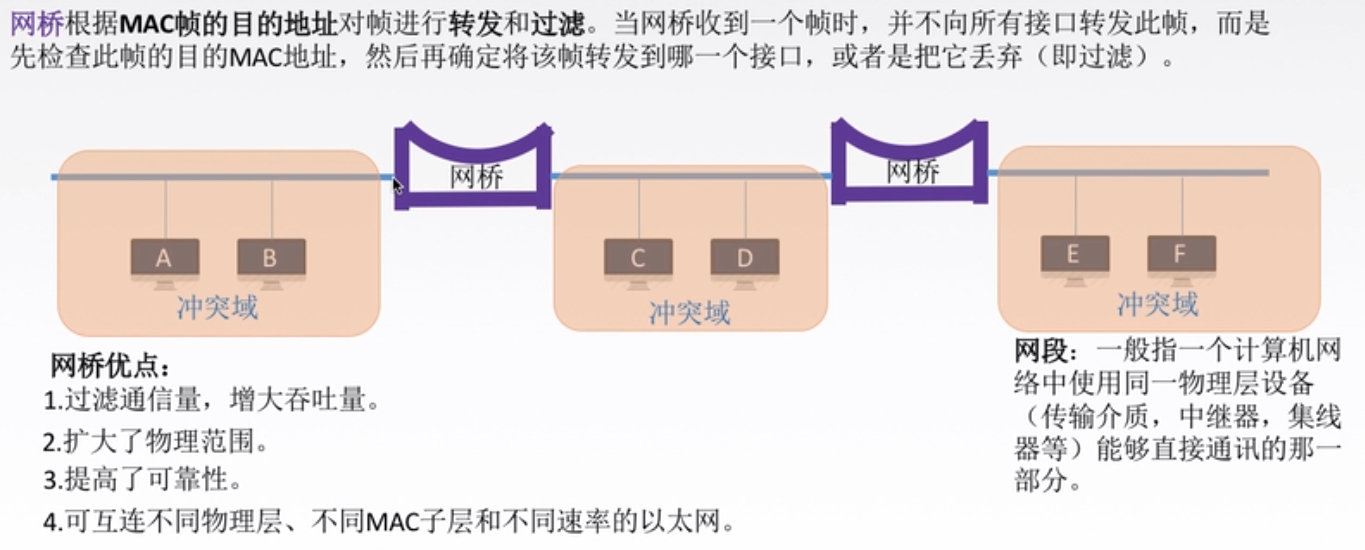 网桥根据MAC帧的目的地址对帧进行转发和过滤。当网桥收到一个帧时，并不向所有接口转发此帧，而是
先检查此帧的目的MAC地址，然后再确定将该帧转发到哪一个接口，或者是把它丢弃（即过滤）。
网桥
网桥
A
B
C
D
E
F
冲突域
冲突域
冲突域
网桥优点：
1.过滤通信量，增大吞吐量。
2.扩大了物理范围。
3.提高了可靠性。
4.可互连不同物理层、不同MAC子层和不同速率的以太网。
网段：一般指一个计算机网
络中使用同一物理层设备
（传输介质，中继器，集线
器等）能够直接通讯的那一
部分。